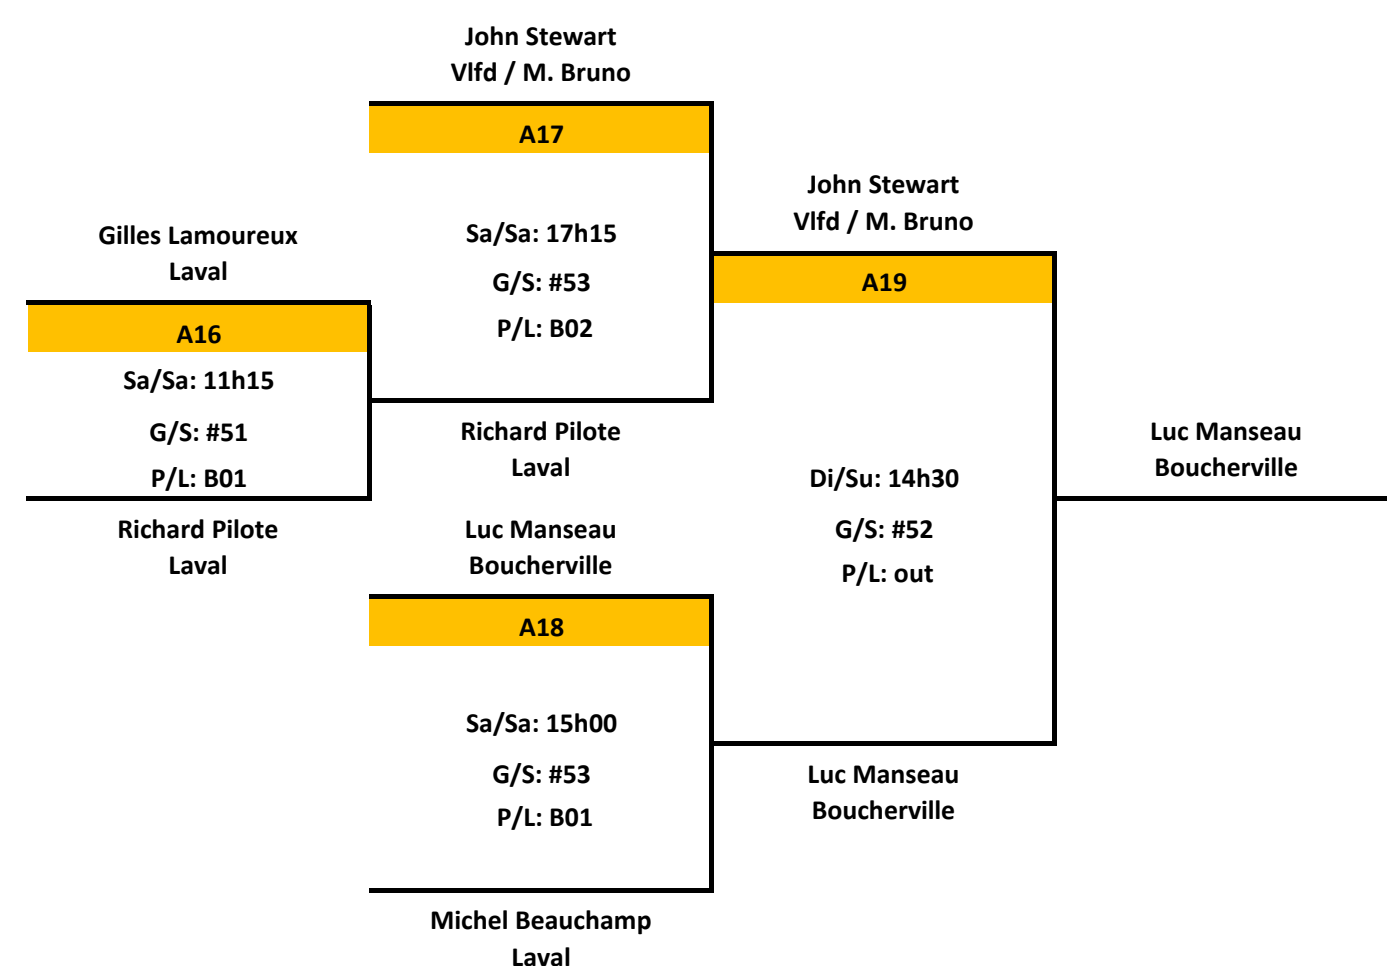 John Stewart
Vlfd / M. Bruno
A17
Sa/Sa: 17h15
G/S: #53
P/L: B02
Gilles Lamoureux
Laval
A16
Sa/Sa: 11h15
G/S: #51
P/L: B01
Richard Pilote
Laval
Richard Pilote
Laval
Luc Manseau
Boucherville
A18
Sa/Sa: 15h00
G/S: #53
P/L: B01
Michel Beauchamp
Laval
John Stewart
Vlfd / M. Bruno
A19
Di/Su: 14h30
G/S: #52
P/L: out
Luc Manseau
Boucherville
Luc Manseau
Boucherville